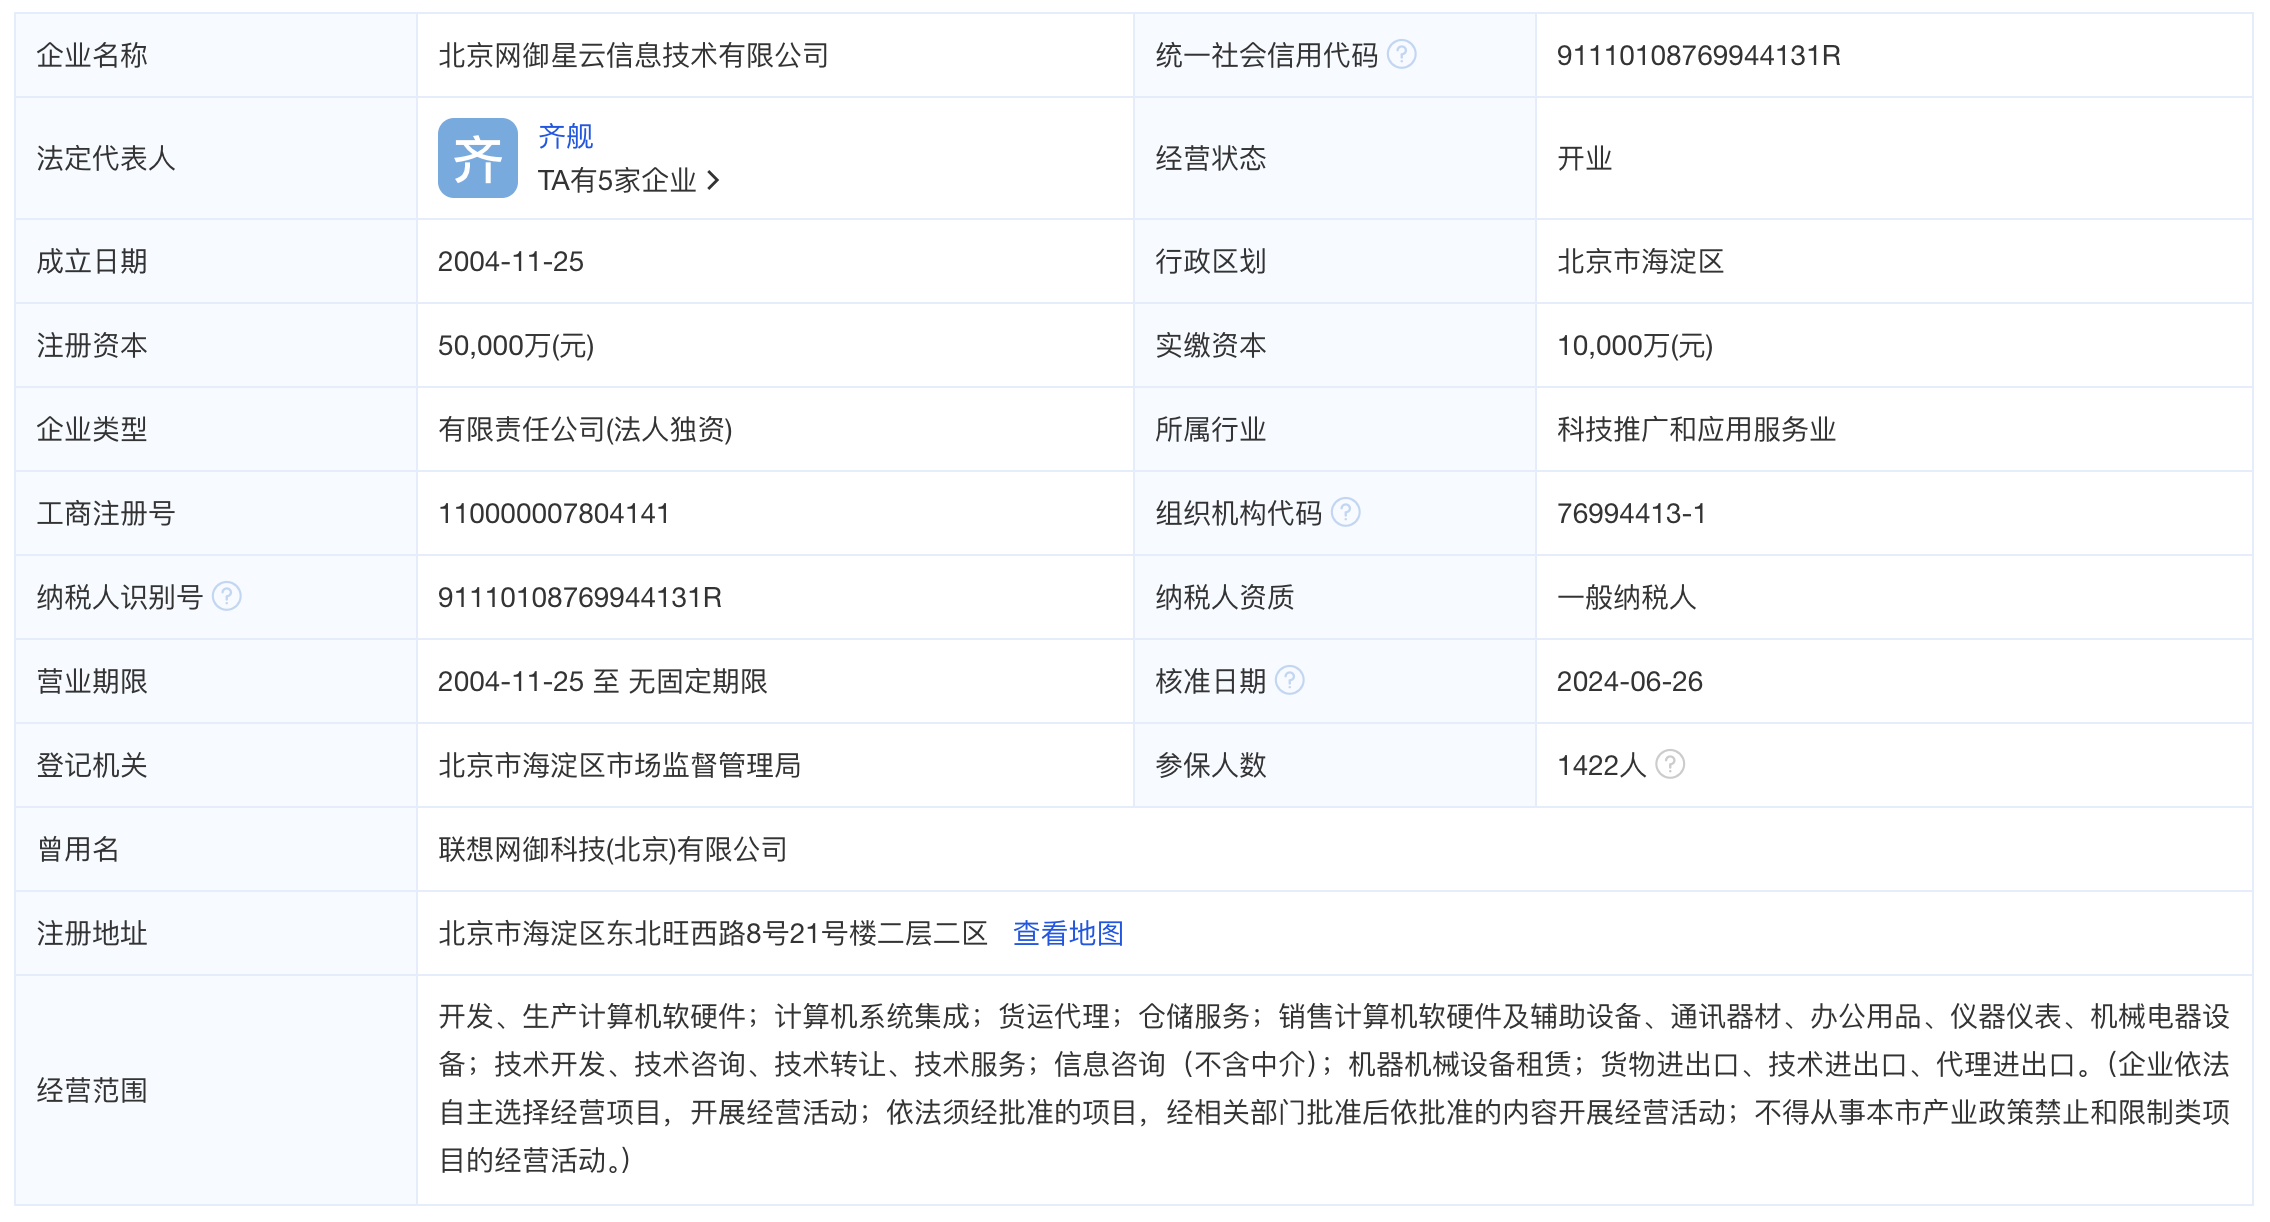 企业名称 北京网御星云信息技术有限公司 统一社会信用代码 ? 91110108769944131R
法定代表人 齐 齐舰 TA有5家企业 > 经营状态 开业
成立日期 2004-11-25 行政区划 北京市海淀区
注册资本 50,000万(元) 实缴资本 10,000万(元)
企业类型 有限责任公司(法人独资) 所属行业 科技推广和应用服务业
工商注册号 110000007804141 组织机构代码 ? 76994413-1
纳税人识别号 ? 91110108769944131R 纳税人资质 一般纳税人
营业期限 2004-11-25 至 无固定期限 核准日期 ? 2024-06-26
登记机关 北京市海淀区市场监督管理局 参保人数 1422人 ?
曾用名 联想网御科技(北京)有限公司
注册地址 北京市海淀区东北旺西路8号21号楼二层二区 查看地图
经营范围 开发、生产计算机软硬件；计算机系统集成；货运代理；仓储服务；销售计算机软硬件及辅助设备、通讯器材、办公用品、仪器仪表、机械电器设
备；技术开发、技术咨询、技术转让、技术服务；信息咨询（不含中介）；机器机械设备租赁；货物进出口、技术进出口、代理进出口。（企业依法
自主选择经营项目，开展经营活动；依法须经批准的项目，经相关部门批准后依批准的内容开展经营活动；不得从事本市产业政策禁止和限制类项
目的经营活动。）